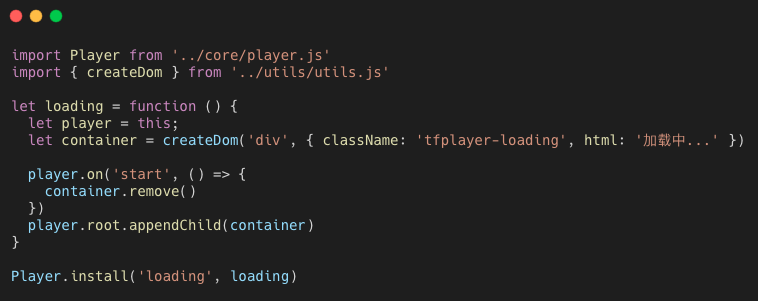 import Player from '../core/player.js'
import { createDom } from '../utils/utils.js'
let loading = function () {
let player = this;
let container = createDom('div', { className: 'tfplayer-loading', html: '加载中...' })
player.on('start', () => {
container.remove()
})
player.root.appendChild(container)
}
Player.install('loading', loading)